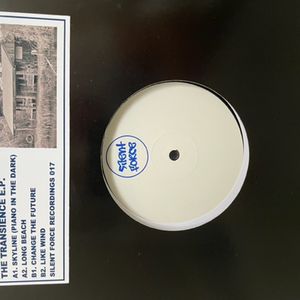 THE TRANSIENCE E.P.
A1. SKYLINE (PIANO IN THE DARK)
A2. LONG BEACH
B1. CHANGE THE FUTURE
B2. LIKE WIND
SILENT FORCE RECORDINGS 017
SILENT
FORCE